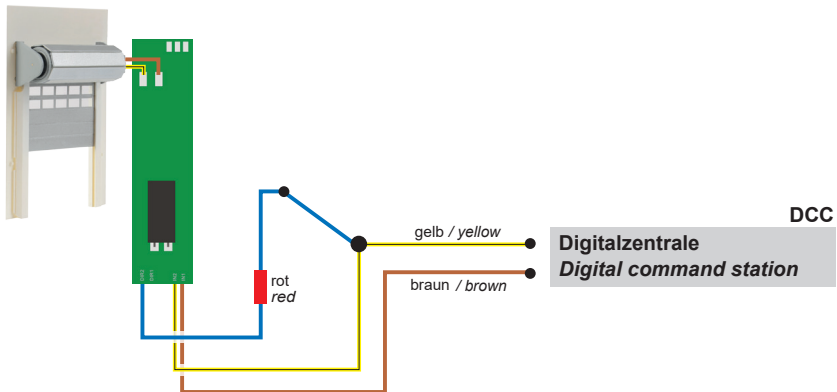 DCC
gelb / yellow
Digitalzentrale
Digital command station
braun / brown
rot
red